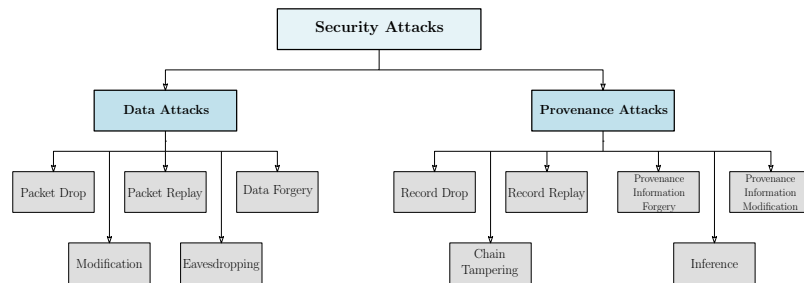 Security Attacks
Data Attacks
Provenance Attacks
Packet Drop
Packet Replay
Data Forgery
Record Drop
Record Replay
Provenance
Information
Forgery
Provenance
Information
Modification
Modification
Eavesdropping
Chain
Tampering
Inference